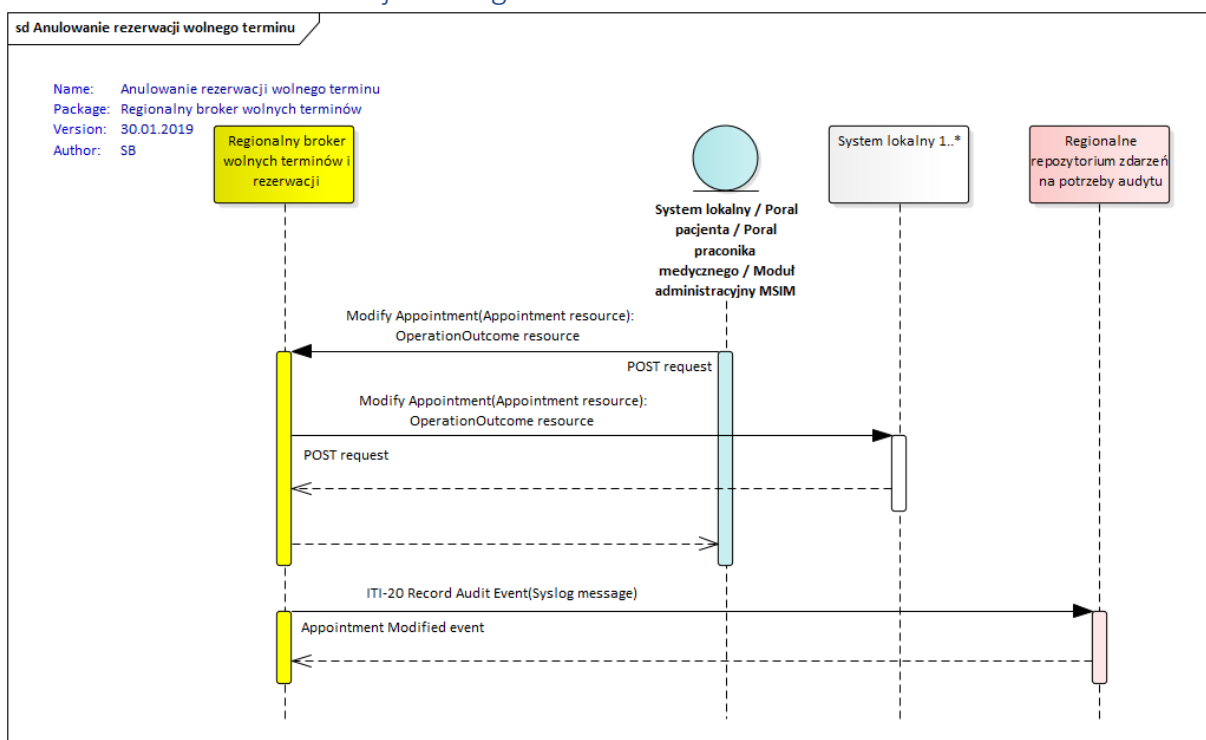 sd Anulowanie rezerwacji wolnego terminu
Name: Anulowanie rezerwacji wolnego terminu
Package: Regionalny broker wolnych terminów
Version: 30.01.2019
Author: SB
Regionalny broker
wolnych terminów i
rezerwacji
System lokalny / Poral
pacjenta / Poral
praconika
medycznego / Moduł
administracyjny MSIM
System lokalny 1..*
Regionalne
repozytorium zdarzeń
na potrzeby audytu
Modify Appointment(Appointment resource):
OperationOutcome resource
POST request
Modify Appointment(Appointment resource):
OperationOutcome resource
POST request
ITI-20 Record Audit Event(Syslog message)
Appointment Modified event